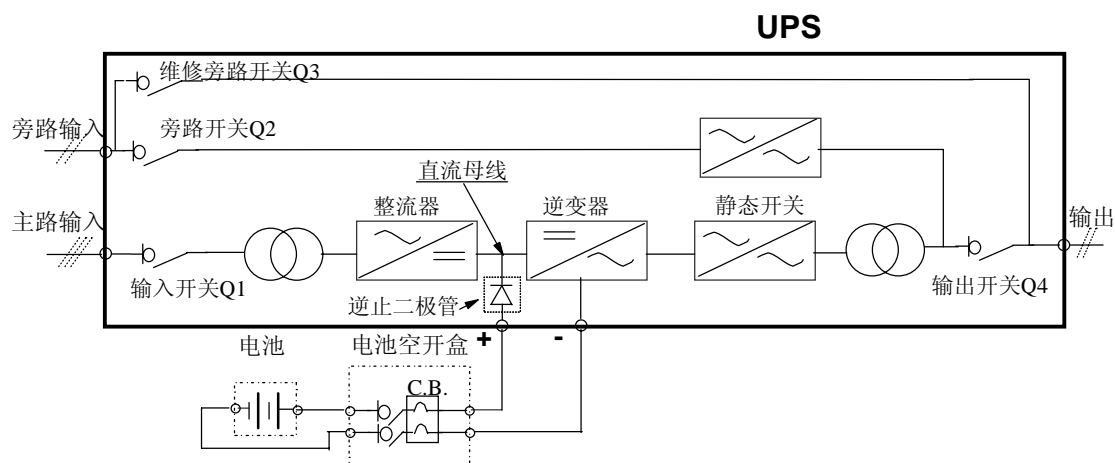 UPS
维修旁路开关Q3
旁路输入
旁路开关Q2
直流母线
主路输入
整流器
逆变器
静态开关
输出
输入开关Q1
逆止二极管
输出开关Q4
电池
电池空开盒
+
-
C.B.